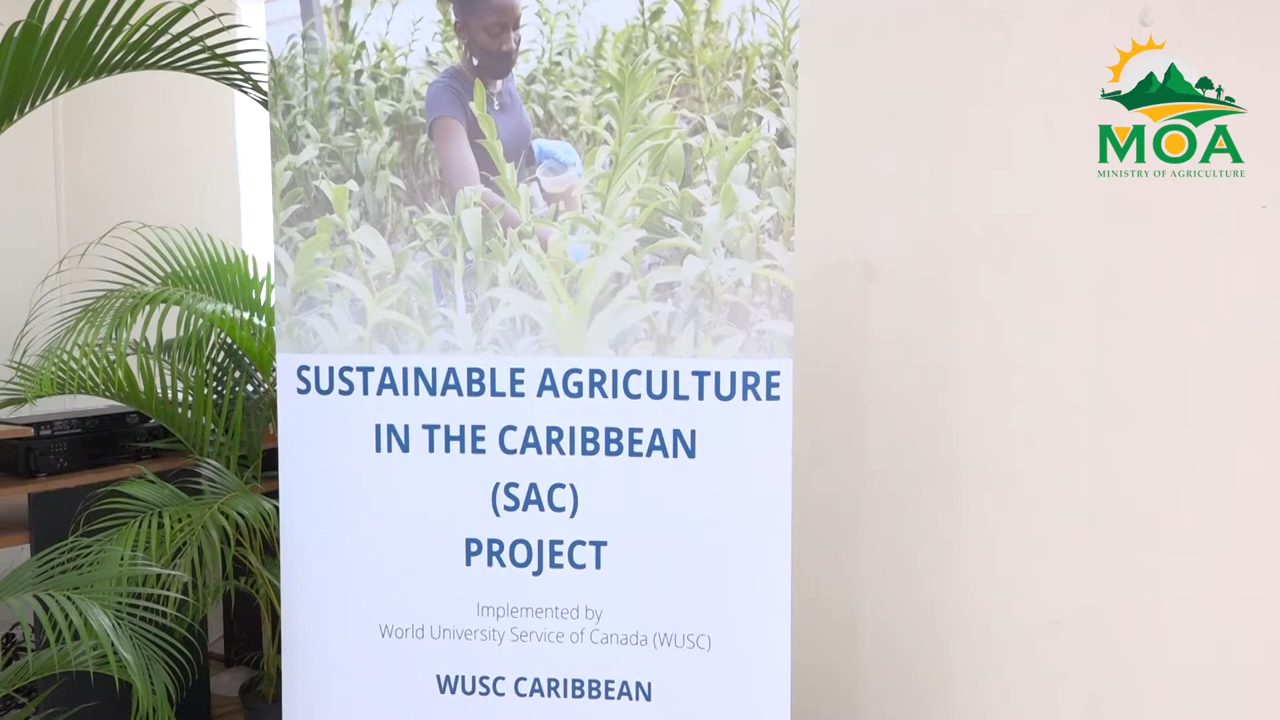 MOA
MINISTRY OF AGRICULTURE
SUSTAINABLE AGRICULTURE
IN THE CARIBBEAN
(SAC)
PROJECT
Implemented by
World University Service of Canada (WUSC)
WUSC CARIBBEAN